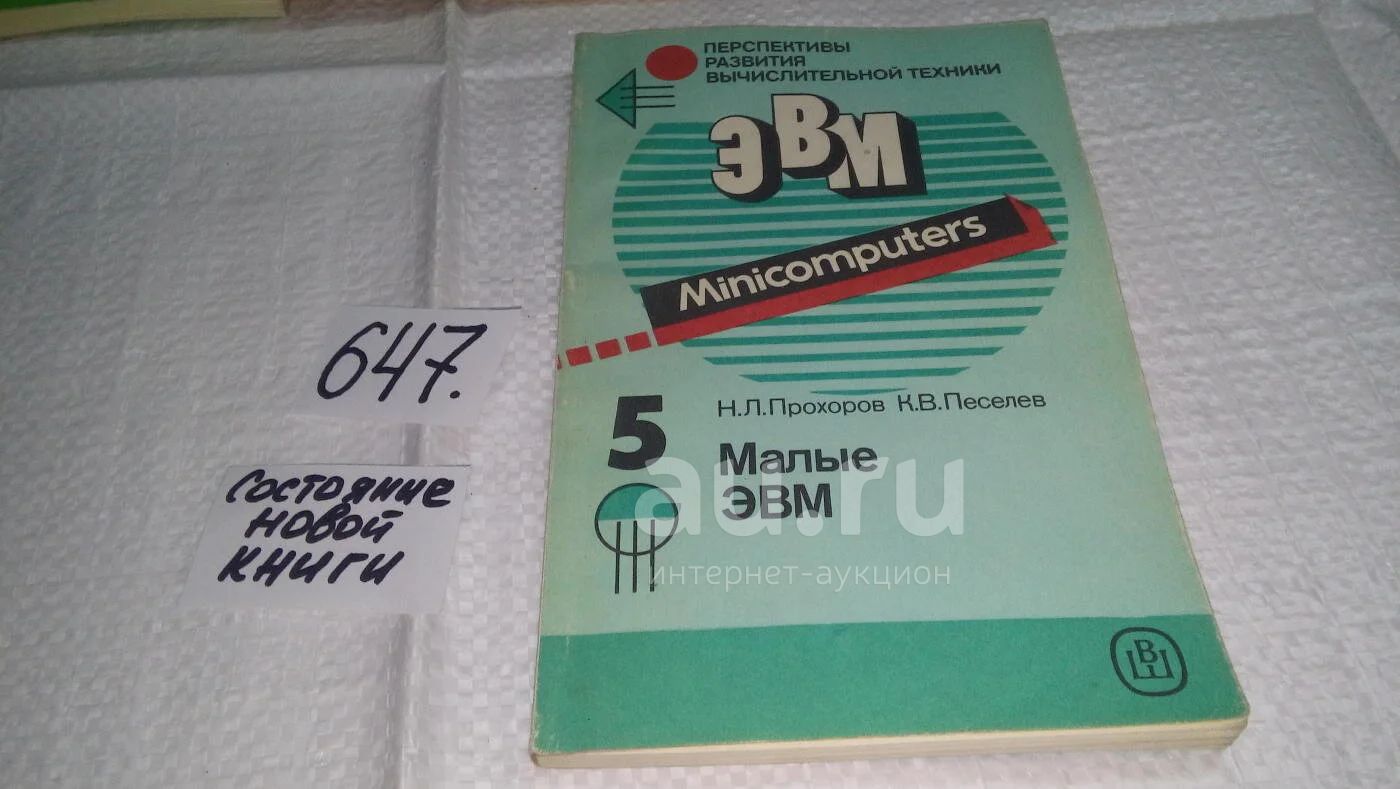 ПЕРСПЕКТИВЫ
РАЗВИТИЯ
ВЫЧИСЛИТЕЛЬНОЙ ТЕХНИКИ
ЭВМ
Minicomputers
647.
5
Н.Л.Прохоров К.В.Песелев
Малые
ЭВМ
au.ru
интернет-аукцион
Состояние
новой
книги
ВШ